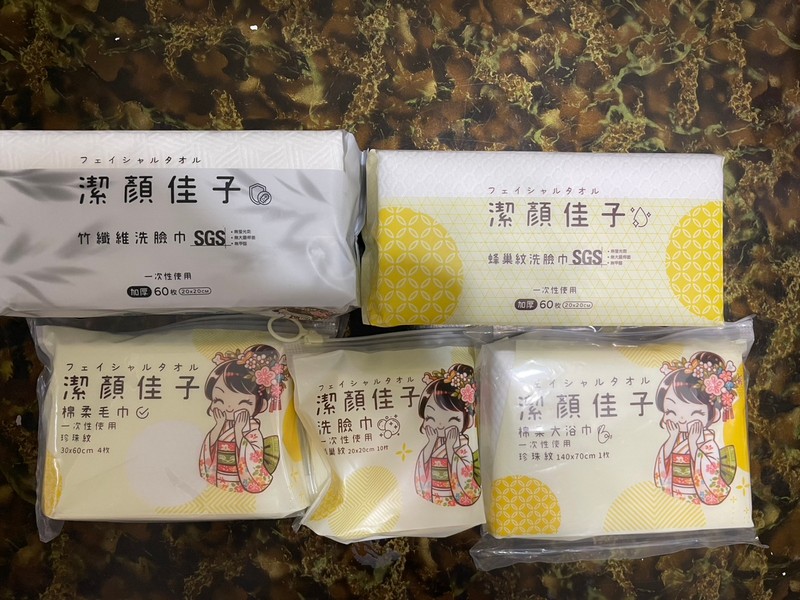 フェイシャルタオル
潔顏佳子
竹纖維洗臉巾 SGS
一次性使用
加厚 60枚 20x20CM
フェイシャルタオル
潔顏佳子
蜂巢紋洗臉巾 SGS
一次性使用
加厚 60枚 20x20CM
フェイシャルタオル
潔顏佳子
棉柔毛巾
一次性使用
珍珠紋
30x60cm 4枚
フェイシャルタオル
潔顏佳子
洗臉巾
一次性使用
巢紋 20x20cm 10枚
フェイシャルタオル
潔顏佳子
棉柔大浴巾
一次性使用
珍珠紋 140x70cm 1枚